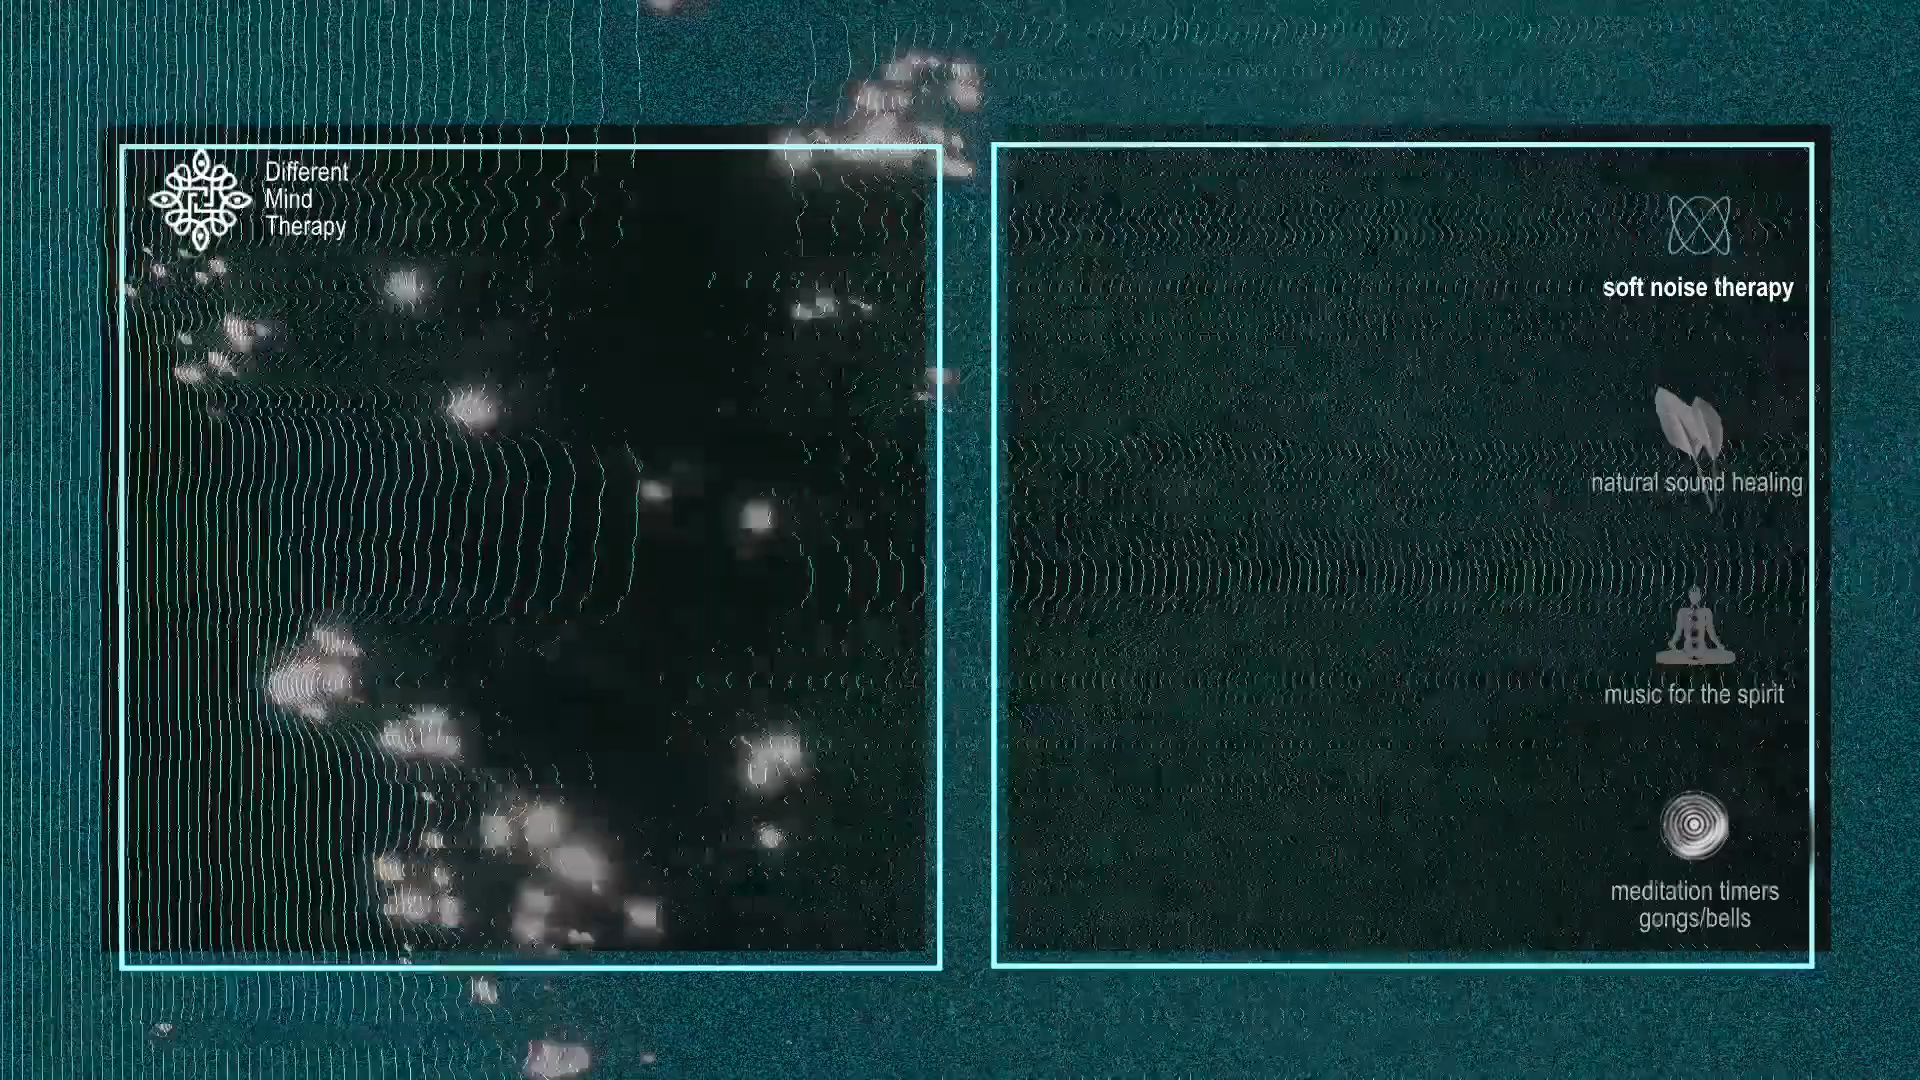 Different
Mind
Therapy
soft noise therapy
natural sound healing
music for the spirit
meditation timers
gongs/bells